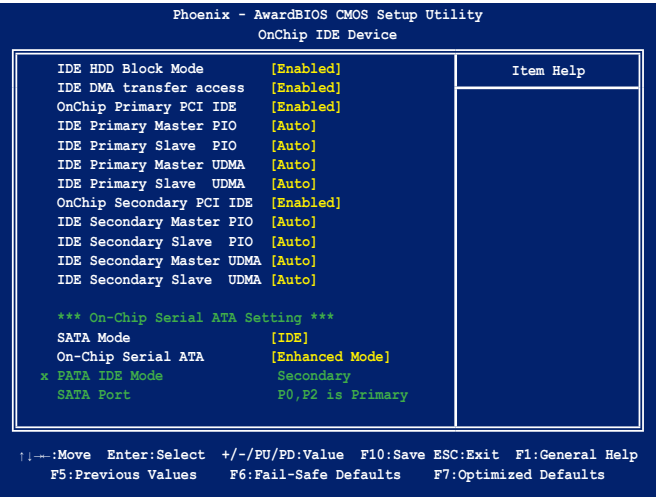 Phoenix - AwardBIOS CMOS Setup Utility
OnChip IDE Device
IDE HDD Block Mode [Enabled] Item Help
IDE DMA transfer access [Enabled]
OnChip Primary PCI IDE [Enabled]
IDE Primary Master PIO [Auto]
IDE Primary Slave PIO [Auto]
IDE Primary Master UDMA [Auto]
IDE Primary Slave UDMA [Auto]
OnChip Secondary PCI IDE [Enabled]
IDE Secondary Master PIO [Auto]
IDE Secondary Slave PIO [Auto]
IDE Secondary Master UDMA [Auto]
IDE Secondary Slave UDMA [Auto]
*** On-Chip Serial ATA Setting ***
SATA Mode [IDE]
On-Chip Serial ATA [Enhanced Mode]
x PATA IDE Mode Secondary
SATA Port P0,P2 is Primary
↑↓→←:Move Enter:Select +/-/PU/PD:Value F10:Save ESC:Exit F1:General Help
F5:Previous Values F6:Fail-Safe Defaults F7:Optimized Defaults